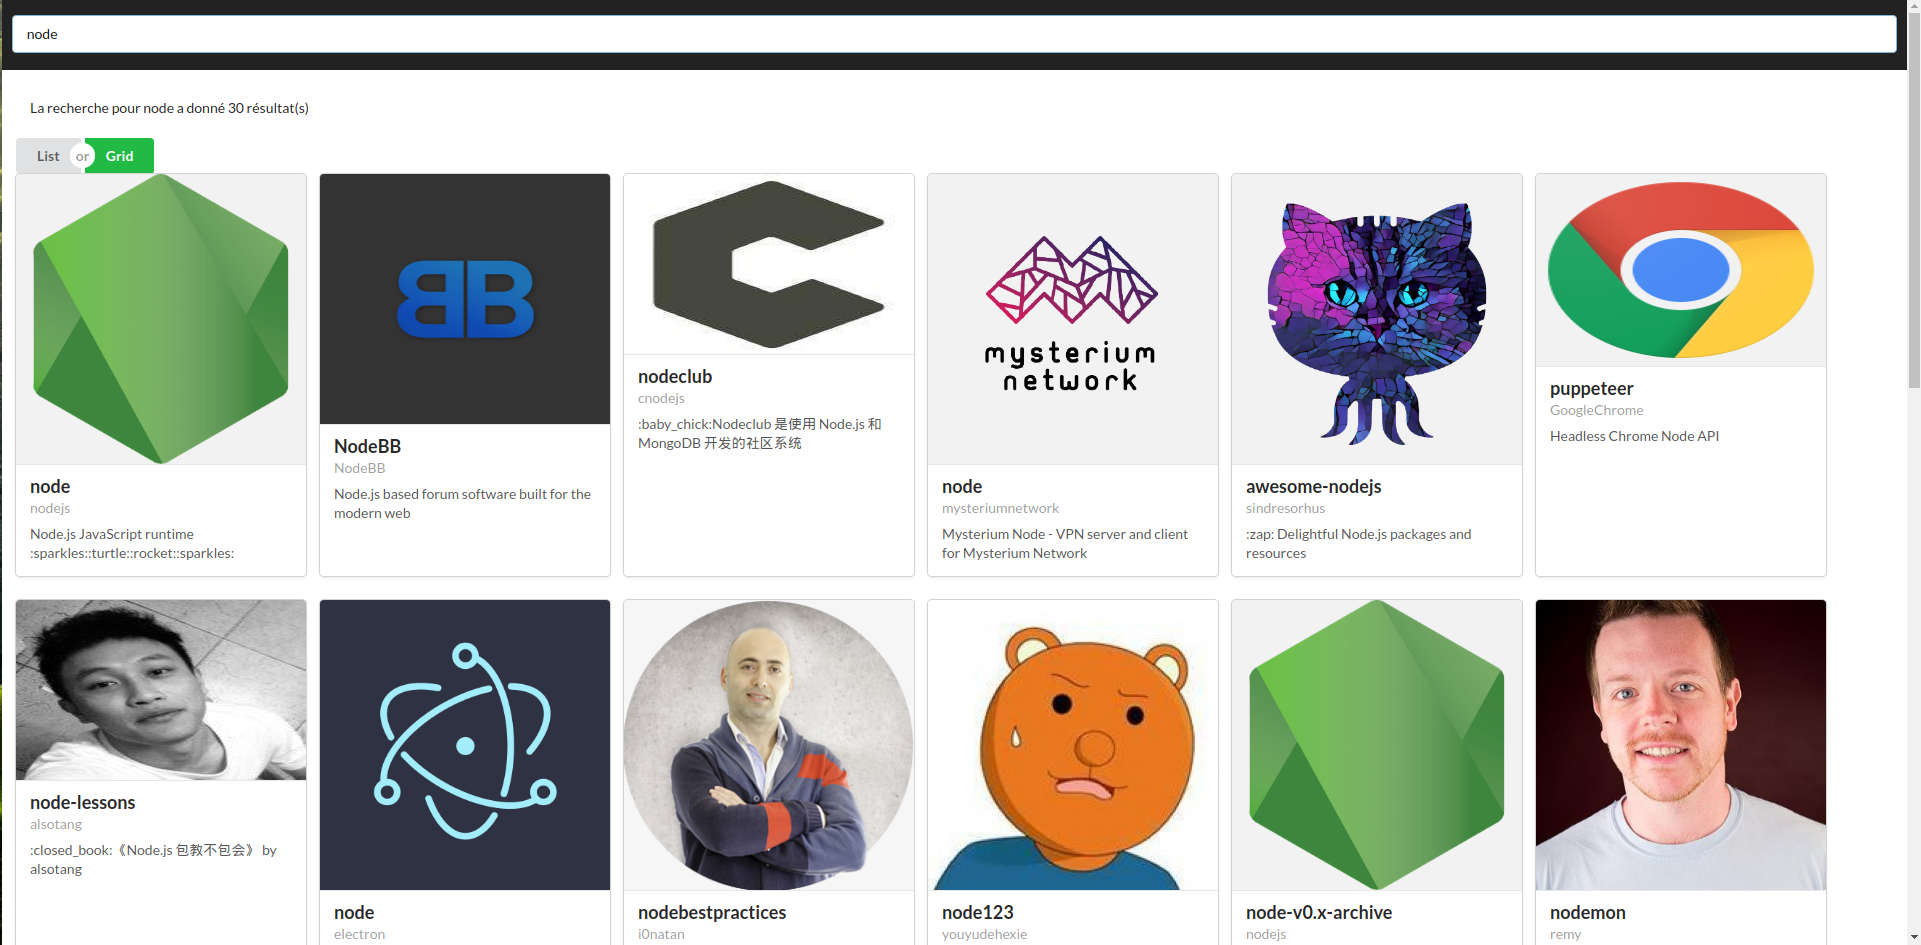 node
La recherche pour node a donné 30 résultat(s)
List or Grid
node
nodejs
Node.js JavaScript runtime
:sparkles::turtle::rocket::sparkles:
BB
NodeBB
NodeBB
Node.js based forum software built for the
modern web
nodeclub
cnodejs
:baby_chick:Nodeclub 是使用 Node.js 和
MongoDB 开发的社区系统
mysterium
network
node
mysteriumnetwork
Mysterium Node - VPN server and client
for Mysterium Network
awesome-nodejs
sindresorhus
:zap: Delightful Node.js packages and
resources
puppeteer
GoogleChrome
Headless Chrome Node API
node-lessons
alsotang
:closed_book:《Node.js 包教不包会》 by
alsotang
node
electron
nodebestpractices
i0natan
node123
youyudehexie
node-v0.x-archive
nodejs
nodemon
remy